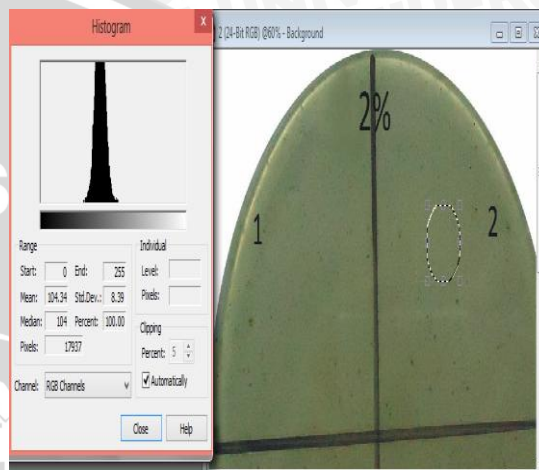 Histogram
x
2 (24-Bit RGB) @60% - Background
Range
Start: 0 End: 255
Mean: 104.34 Std.Dev.: 8.39
Median: 104 Percent: 100.00
Pixels: 17937
Individual
Level:
Pixels:
Clipping
Percent: 5
Automatically
Channel: RGB Channels
Close Help
2%
1 2